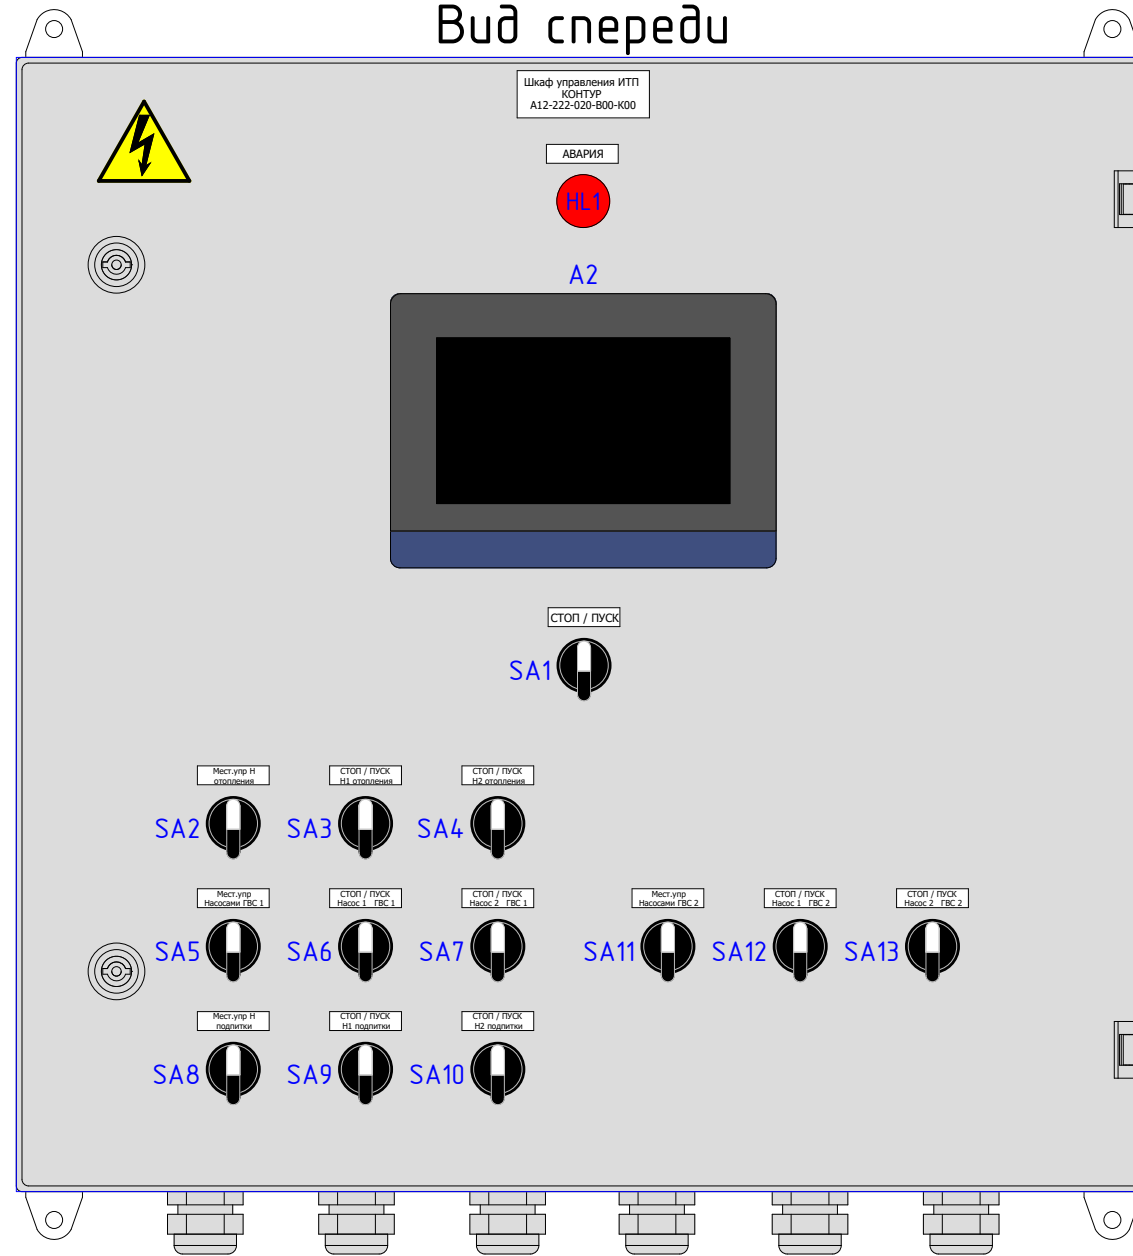 Вид спереди
Шкаф управления ИТП
КОНТУР
А12-222-020-В00-К00
АВАРИЯ
HL1
A2
СТОП / ПУСК
SA1
Мест.упр Н
отопления
СТОП / ПУСК
Н1 отопления
СТОП / ПУСК
Н2 отопления
SA2
SA3
SA4
Мест.упр
Насосами ГВС 1
СТОП / ПУСК
Насос 1 ГВС 1
СТОП / ПУСК
Насос 2 ГВС 1
Мест.упр
Насосами ГВС 2
СТОП / ПУСК
Насос 1 ГВС 2
СТОП / ПУСК
Насос 2 ГВС 2
SA5
SA6
SA7
SA11
SA12
SA13
Мест.упр Н
подпитки
СТОП / ПУСК
Н1 подпитки
СТОП / ПУСК
Н2 подпитки
SA8
SA9
SA10